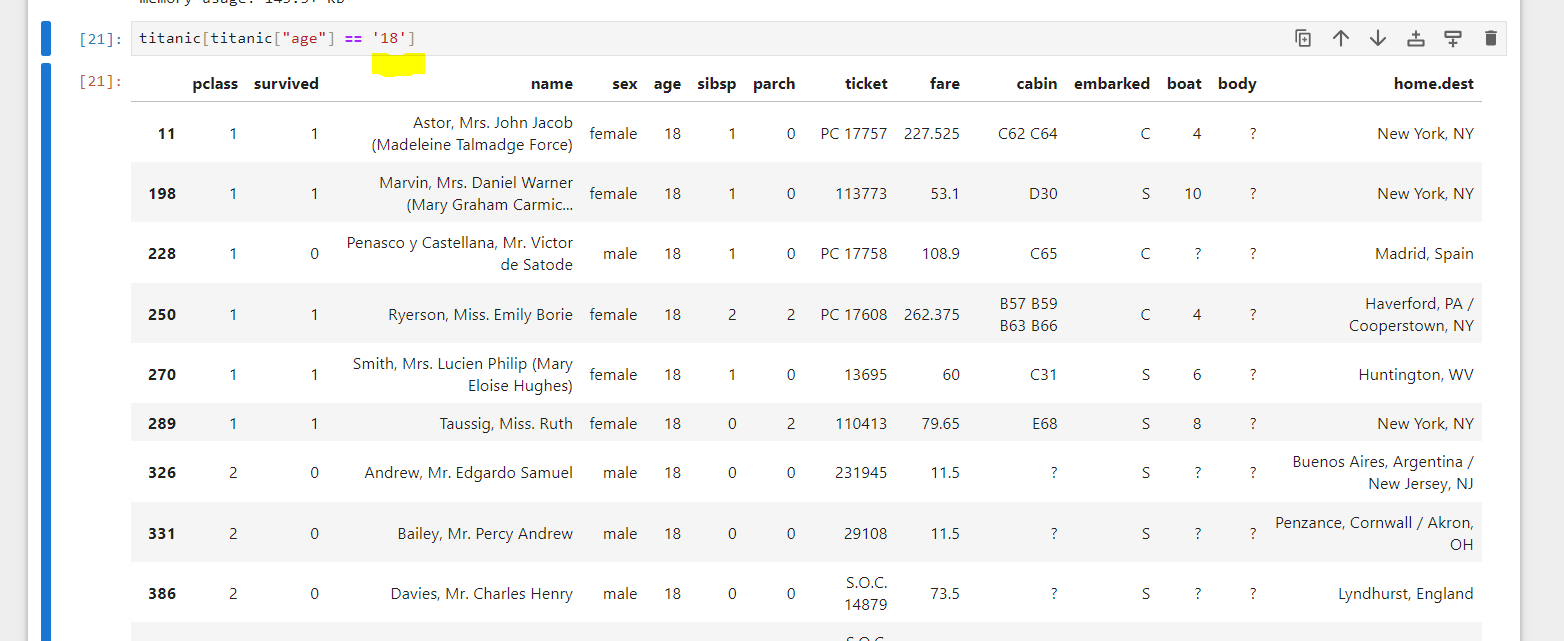 memory usage: 143.3+ KB
[21]: titanic[titanic["age"] == '18']
[21]: pclass survived name sex age sibsp parch ticket fare cabin embarked boat body home.dest
11 1 1 Astor, Mrs. John Jacob (Madeleine Talmadge Force) female 18 1 0 PC 17757 227.525 C62 C64 C 4 ? New York, NY
198 1 1 Marvin, Mrs. Daniel Warner (Mary Graham Carmic... female 18 1 0 113773 53.1 D30 S 10 ? New York, NY
228 1 0 Penasco y Castellana, Mr. Victor de Satode male 18 1 0 PC 17758 108.9 C65 C ? ? Madrid, Spain
250 1 1 Ryerson, Miss. Emily Borie female 18 2 2 PC 17608 262.375 B57 B59 B63 B66 C 4 ? Haverford, PA / Cooperstown, NY
270 1 1 Smith, Mrs. Lucien Philip (Mary Eloise Hughes) female 18 1 0 13695 60 C31 S 6 ? Huntington, WV
289 1 1 Taussig, Miss. Ruth female 18 0 2 110413 79.65 E68 S 8 ? New York, NY
326 2 0 Andrew, Mr. Edgardo Samuel male 18 0 0 231945 11.5 ? S ? ? Buenos Aires, Argentina / New Jersey, NJ
331 2 0 Bailey, Mr. Percy Andrew male 18 0 0 29108 11.5 ? S ? ? Penzance, Cornwall / Akron, OH
386 2 0 Davies, Mr. Charles Henry male 18 0 0 S.O.C. 14879 73.5 ? S ? ? Lyndhurst, England
S.O.C.